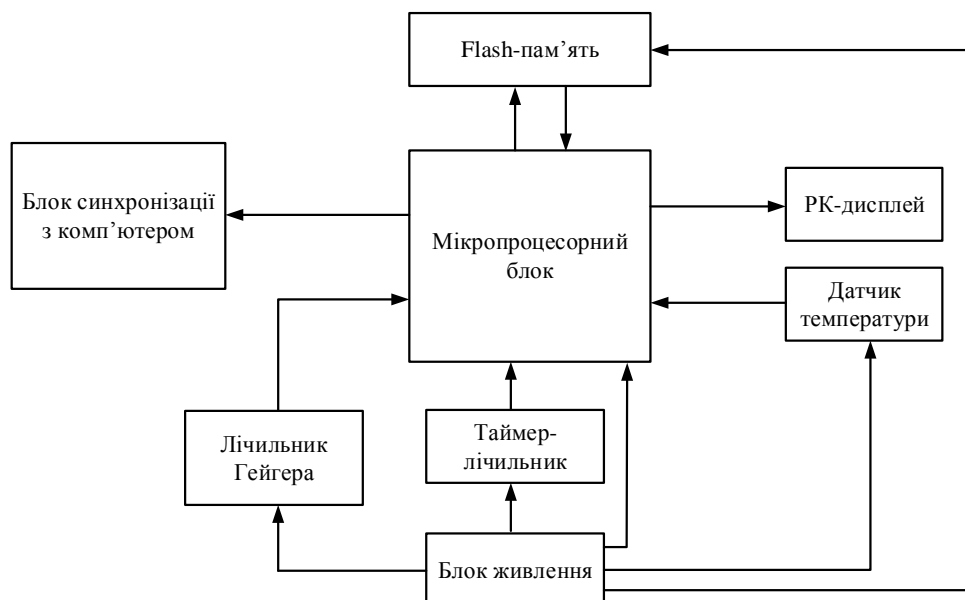 Flash-пам’ять
Блок синхронізації
з комп’ютером
Мікропроцесорний
блок
РК-дисплей
Датчик
температури
Лічильник
Гейгера
Таймер-
лічильник
Блок живлення